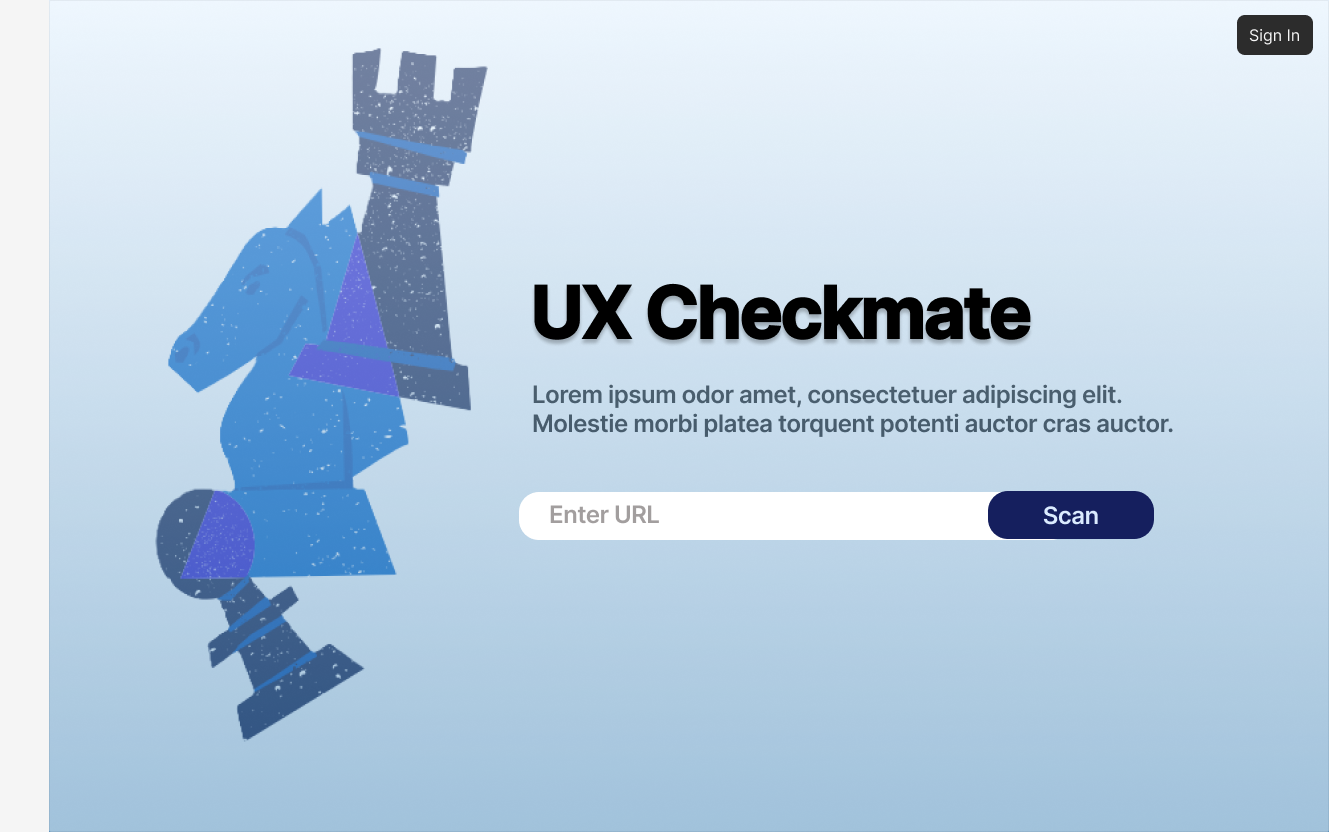 Sign In
UX Checkmate
Lorem ipsum odor amet, consectetuer adipiscing elit.
Molestie morbi platea torquent potenti auctor cras auctor.
Enter URL
Scan